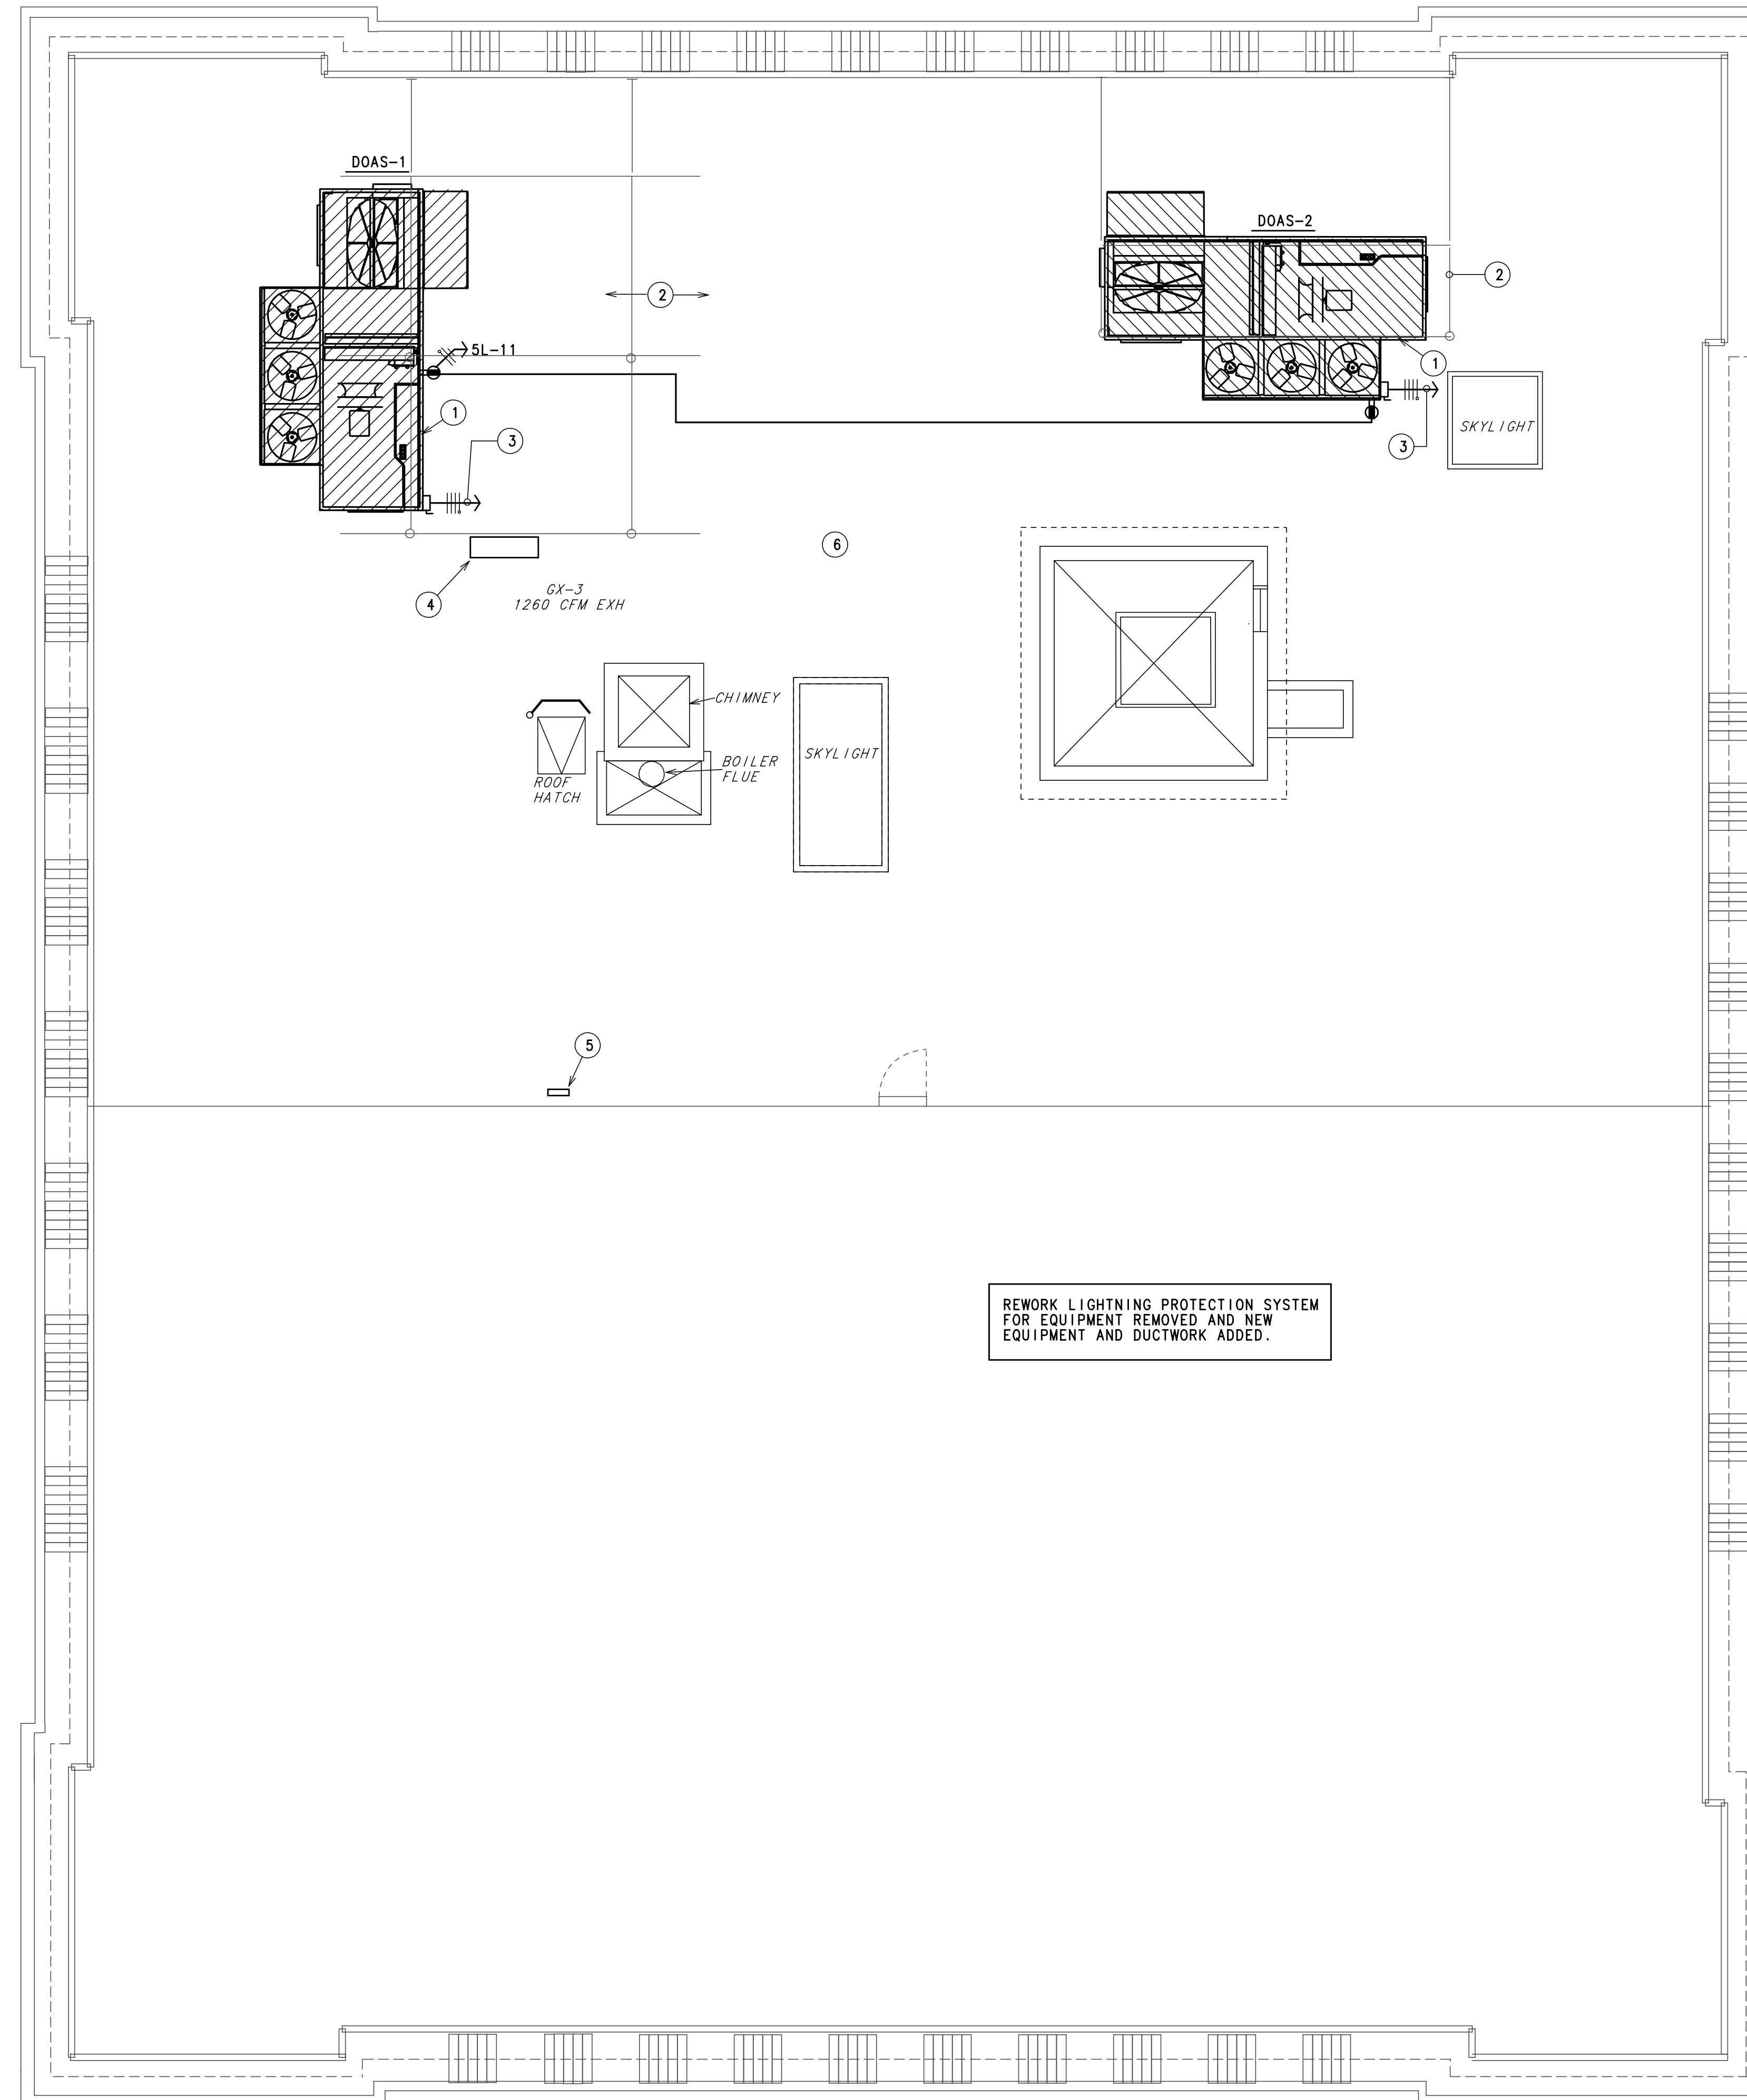 DOAS-1
DOAS-2
2
2
5L-11
1
1
3
3
SKYLIGHT
6
4
GX-3
1260 CFM EXH
CHIMNEY
SKYLIGHT
BOILER
FLUE
ROOF
HATCH
5
REWORK LIGHTNING PROTECTION SYSTEM
FOR EQUIPMENT REMOVED AND NEW
EQUIPMENT AND DUCTWORK ADDED.